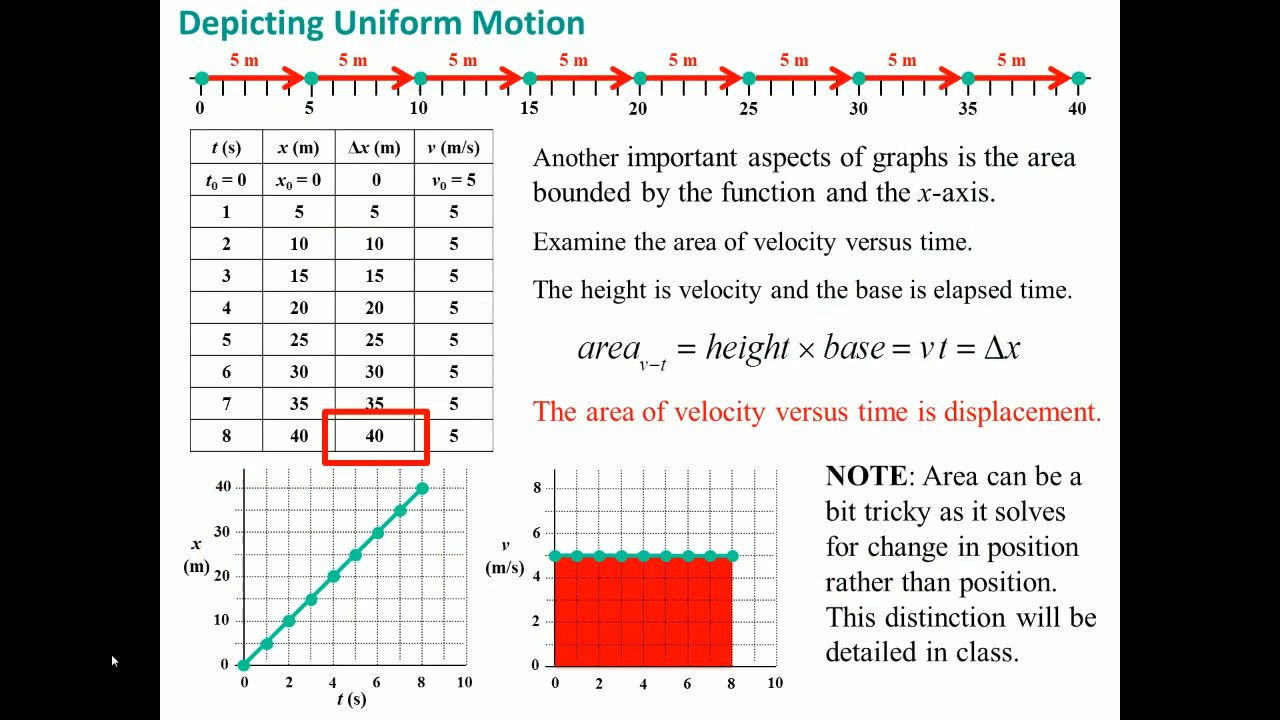 Depicting Uniform Motion
5 m 5 m 5 m 5 m 5 m 5 m 5 m 5 m
0 5 10 15 20 25 30 35 40
t (s) x (m) Δx (m) v (m/s)
t₀ = 0 x₀ = 0 0 v₀ = 5
1 5 5 5
2 10 10 5
3 15 15 5
4 20 20 5
5 25 25 5
6 30 30 5
7 35 35 5
8 40 40 5
Another important aspects of graphs is the area
bounded by the function and the x-axis.
Examine the area of velocity versus time.
The height is velocity and the base is elapsed time.
area v−t = height × base = v t = Δx
The area of velocity versus time is displacement.
40
30
20
10
0
x
(m)
0 2 4 6 8 10
t (s)
8
6
4
2
0
v
(m/s)
0 2 4 6 8 10
NOTE: Area can be a
bit tricky as it solves
for change in position
rather than position.
This distinction will be
detailed in class.